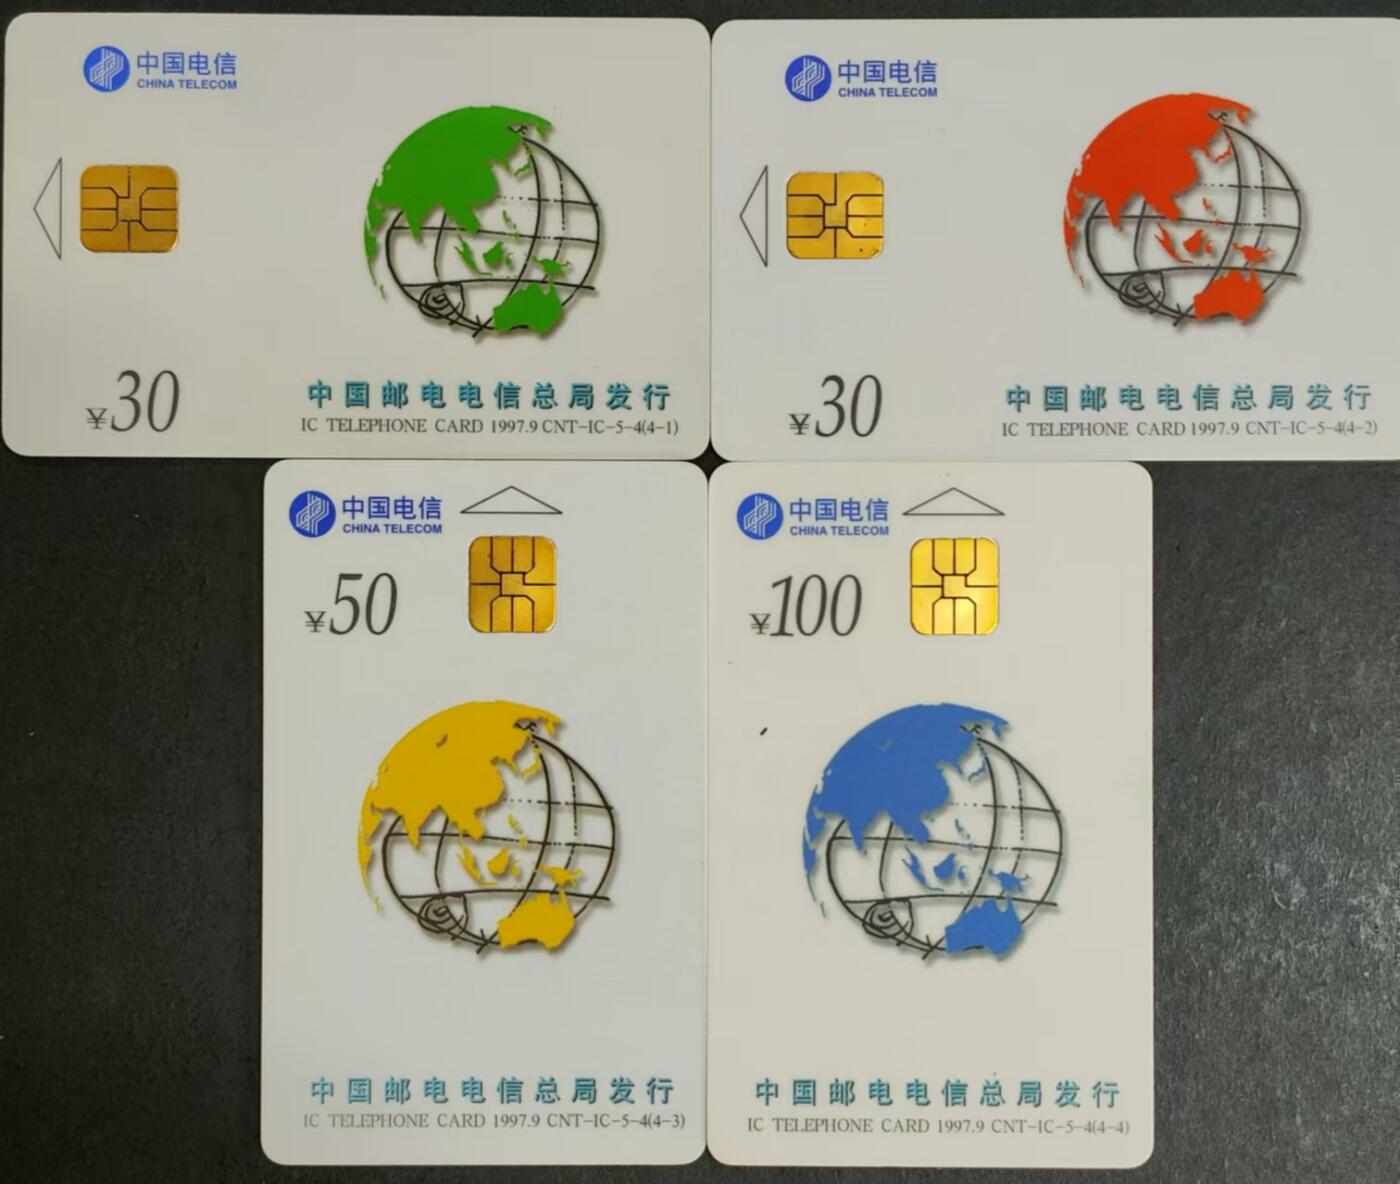 中国电信
CHINA TELECOM
¥30
中国邮电电信总局发行
IC TELEPHONE CARD 1997.9 CNT-IC-5-4(4-1)
中国电信
CHINA TELECOM
¥30
中国邮电电信总局发行
IC TELEPHONE CARD 1997.9 CNT-IC-5-4(4-2)
中国电信
CHINA TELECOM
¥50
中国邮电电信总局发行
IC TELEPHONE CARD 1997.9 CNT-IC-5-4(4-3)
中国电信
CHINA TELECOM
¥100
中国邮电电信总局发行
IC TELEPHONE CARD 1997.9 CNT-IC-5-4(4-4)